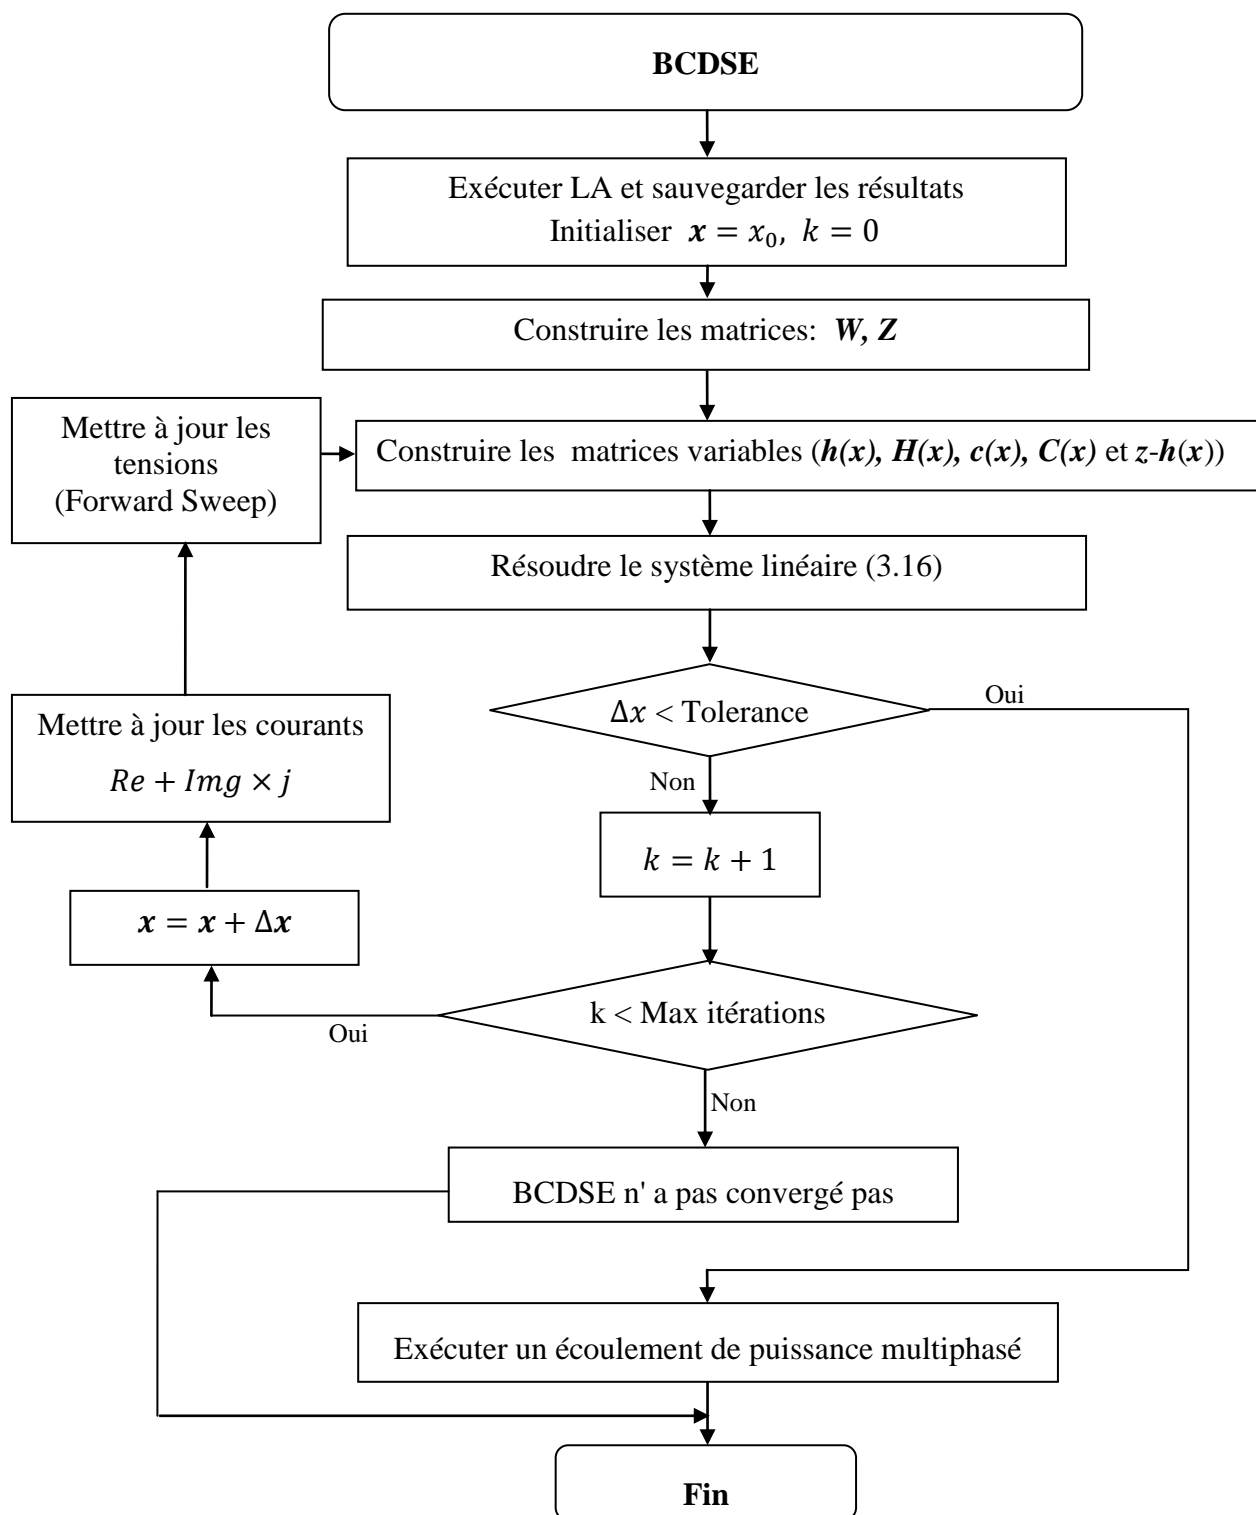 BCDSE
Exécuter LA et sauvegarder les résultats
Initialiser x = x₀, k = 0
Construire les matrices: W, Z
Mettre à jour les
tensions
(Forward Sweep)
Construire les matrices variables (h(x), H(x), c(x), C(x) et z-h(x))
Résoudre le système linéaire (3.16)
Δx < Tolerance
Oui
Non
Mettre à jour les courants
Re + Img × j
k = k + 1
x = x + Δx
k < Max itérations
Oui
Non
BCDSE n' a pas convergé pas
Exécuter un écoulement de puissance multiphasé
Fin